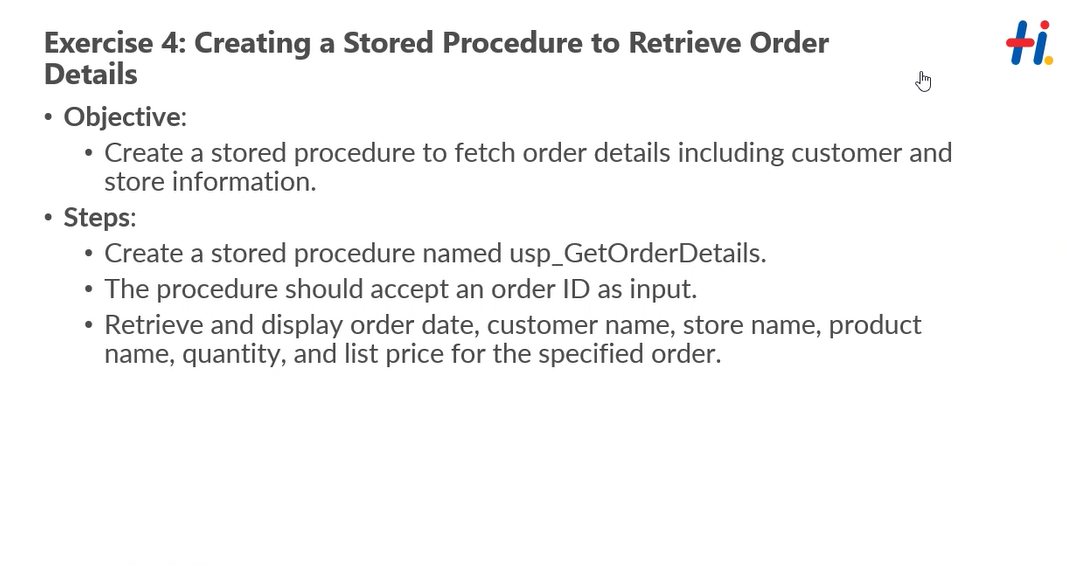 Exercise 4: Creating a Stored Procedure to Retrieve Order
Details
• Objective:
• Create a stored procedure to fetch order details including customer and
store information.
• Steps:
• Create a stored procedure named usp_GetOrderDetails.
• The procedure should accept an order ID as input.
• Retrieve and display order date, customer name, store name, product
name, quantity, and list price for the specified order.
Hi.